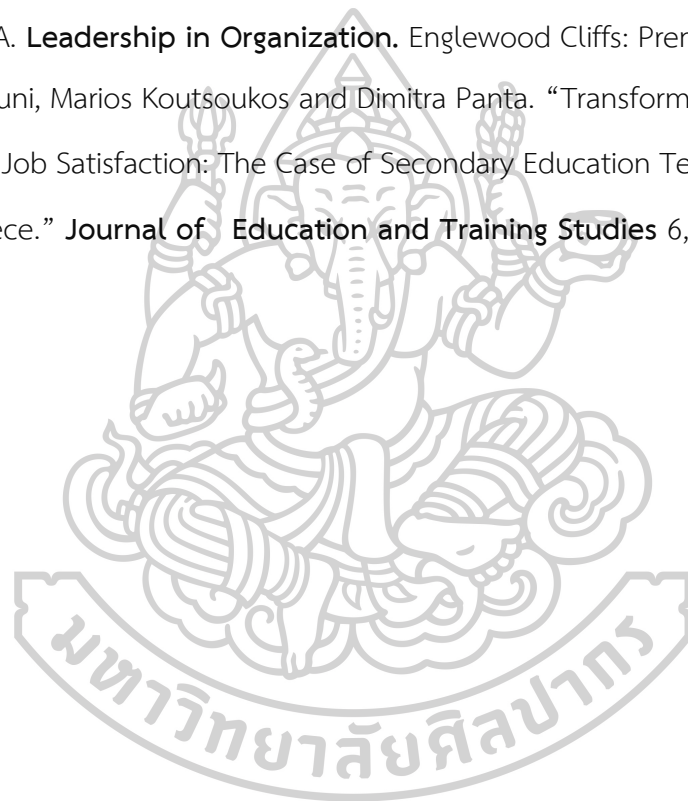 A. Leadership in Organization. Englewood Cliffs: Pren
uni, Marios Koutsoukos and Dimitra Panta. “Transform
Job Satisfaction: The Case of Secondary Education Te
ece.” Journal of Education and Training Studies 6,
มหาวิทยาลัยศิลปากร